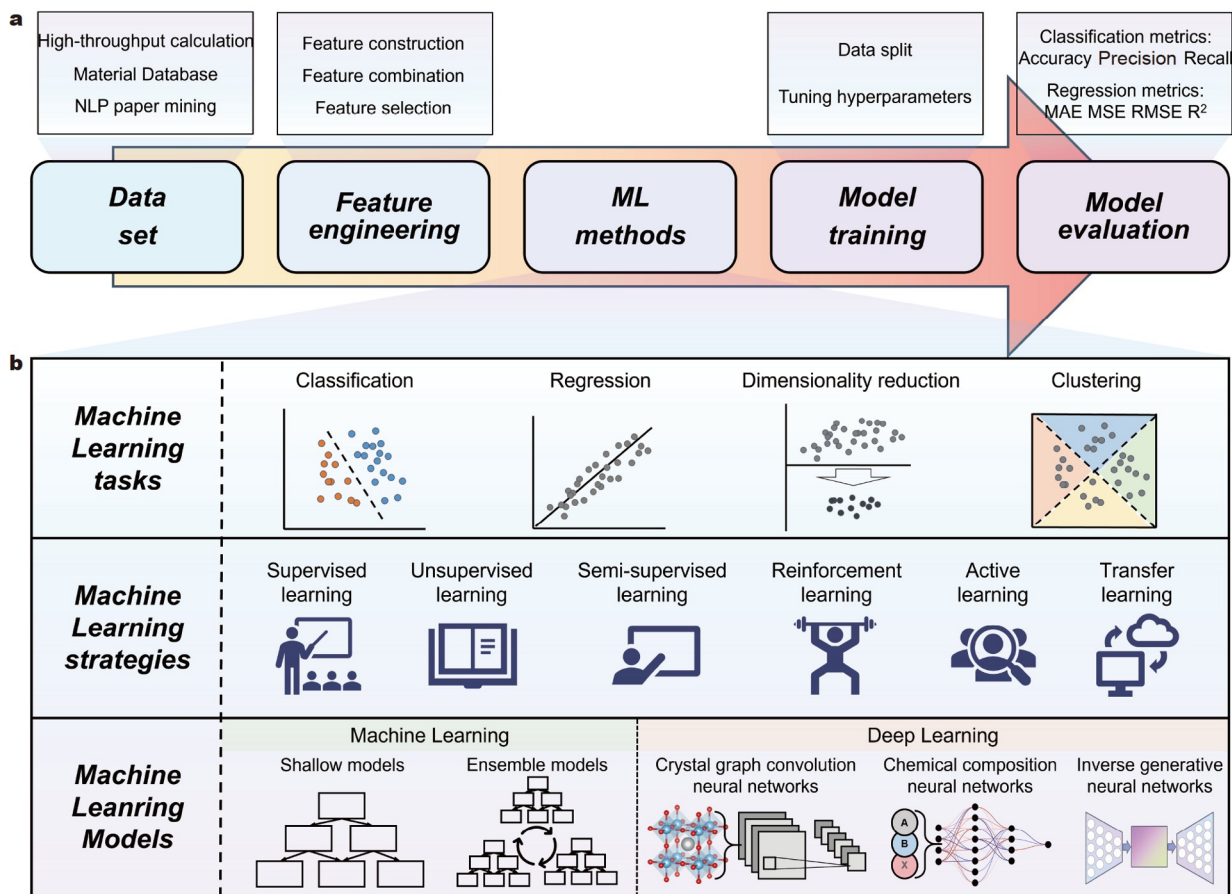 a
High-throughput calculation
Material Database
NLP paper mining
Feature construction
Feature combination
Feature selection
Data split
Tuning hyperparameters
Classification metrics:
Accuracy Precision Recall
Regression metrics:
MAE MSE RMSE R²
Data
set
Feature
engineering
ML
methods
Model
training
Model
evaluation
b
Machine
Learning
tasks
Classification
Regression
Dimensionality reduction
Clustering
Machine
Learning
strategies
Supervised
learning
Unsupervised
learning
Semi-supervised
learning
Reinforcement
learning
Active
learning
Transfer
learning
Machine
Leanring
Models
Machine Learning
Deep Learning
Shallow models
Ensemble models
Crystal graph convolution
neural networks
Chemical composition
neural networks
Inverse generative
neural networks
A
B
X